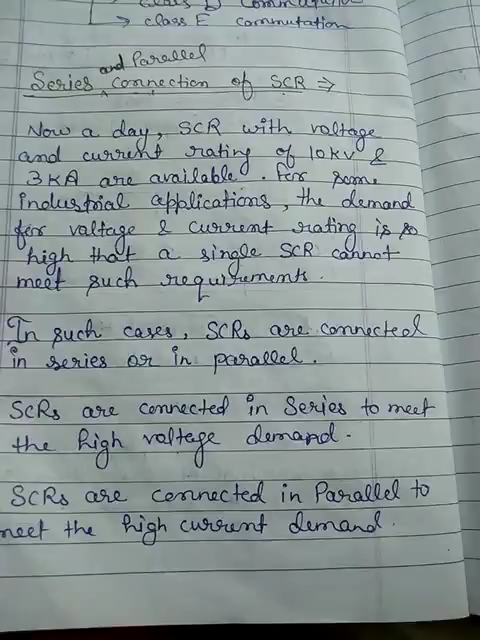 → class D Commutation
→ class E commutation
Series and Parallel connection of SCR ⇒
Now a day, SCR with voltage
and current rating of 10kV &
3KA are available. For some
industrial applications, the demand
for voltage & current rating is so
high that a single SCR cannot
meet such requirements.
In such cases, SCRs are connected
in series or in parallel.
SCRs are connected in Series to meet
the high voltage demand.
SCRs are connected in Parallel to
meet the high current demand.